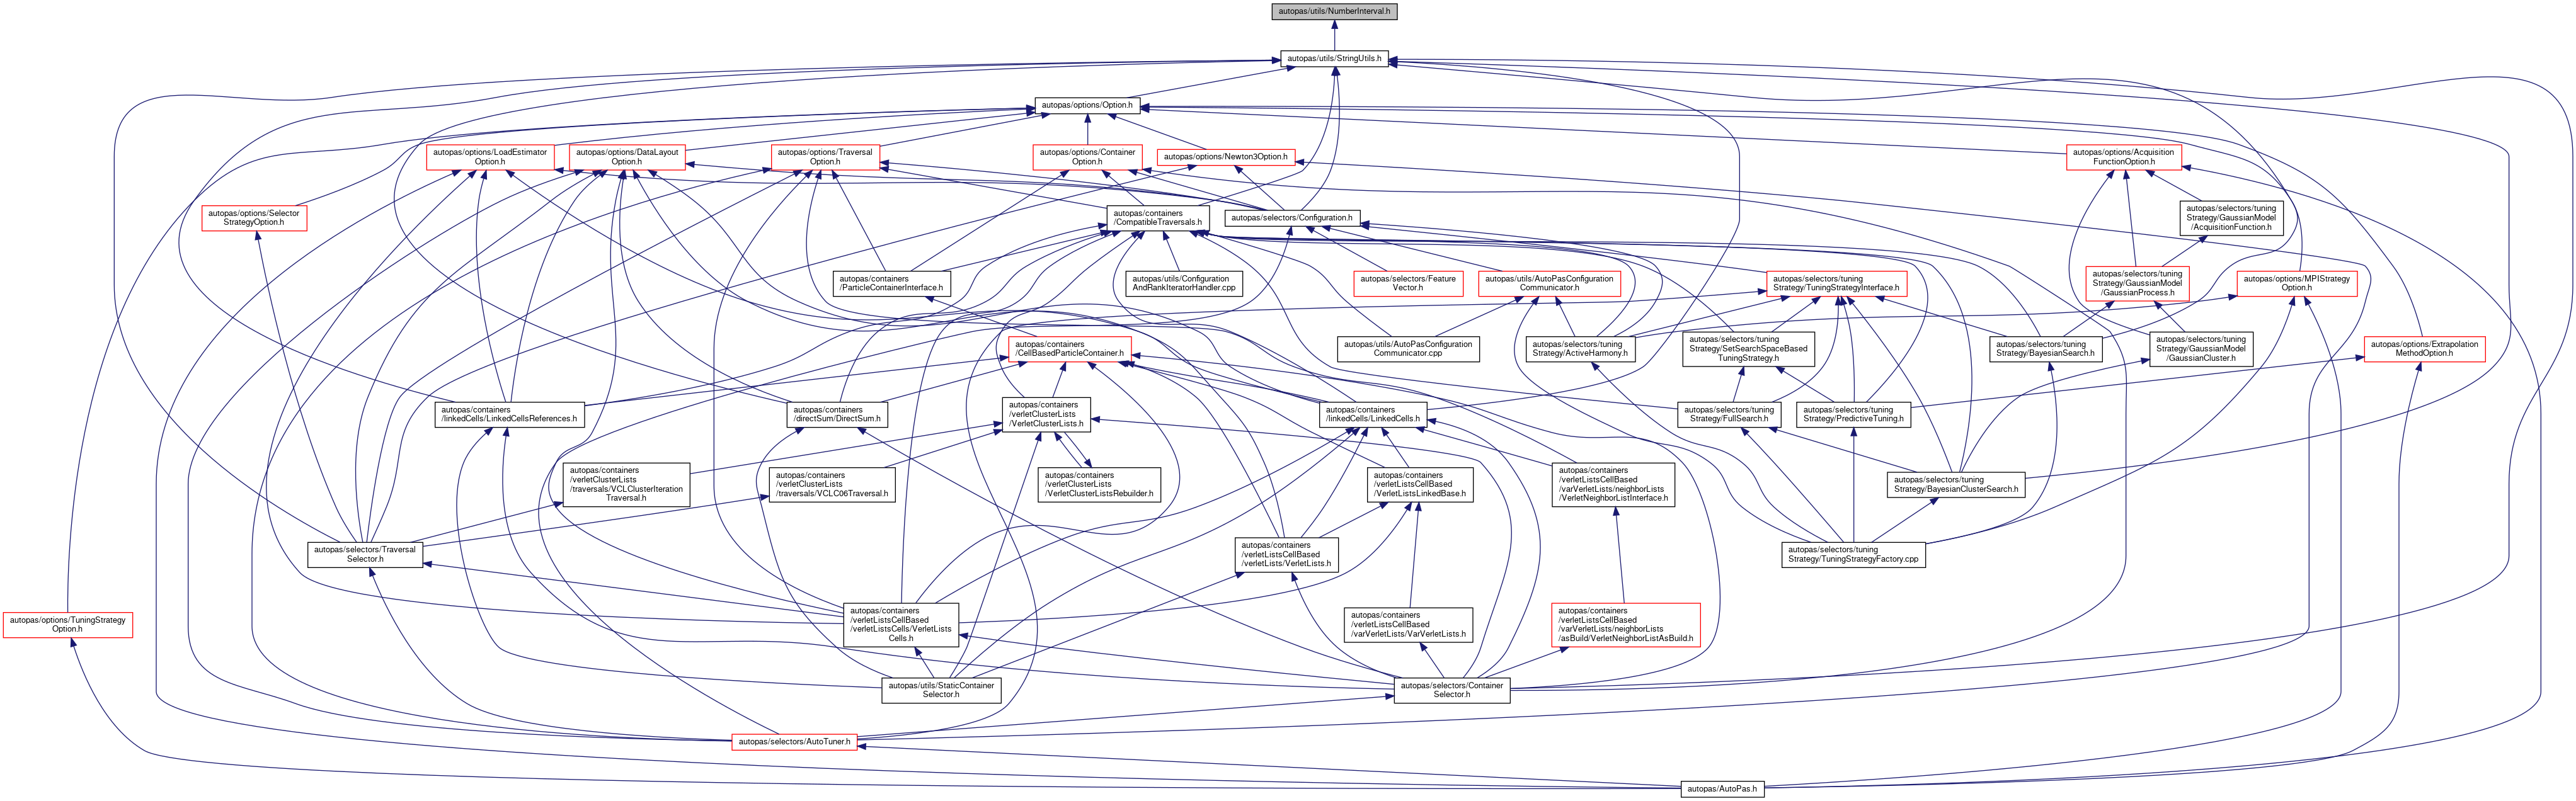 autopas/utils/NumberInterval.h
autopas/utils/StringUtils.h
autopas/options/Option.h
autopas/options/LoadEstimator
Option.h
autopas/options/DataLayout
Option.h
autopas/options/Traversal
Option.h
autopas/options/Container
Option.h
autopas/options/Newton3Option.h
autopas/options/Acquisition
FunctionOption.h
autopas/options/Selector
StrategyOption.h
autopas/containers
/CompatibleTraversals.h
autopas/selectors/Configuration.h
autopas/selectors/tuning
Strategy/GaussianModel
/AcquisitionFunction.h
autopas/containers
/ParticleContainerInterface.h
autopas/utils/Configuration
AndRankIteratorHandler.cpp
autopas/selectors/Feature
Vector.h
autopas/utils/AutoPasConfiguration
Communicator.h
autopas/selectors/tuning
Strategy/TuningStrategyInterface.h
autopas/selectors/tuning
Strategy/GaussianModel
/GaussianProcess.h
autopas/options/MPIStrategy
Option.h
autopas/containers
/CellBasedParticleContainer.h
autopas/utils/AutoPasConfiguration
Communicator.cpp
autopas/selectors/tuning
Strategy/ActiveHarmony.h
autopas/selectors/tuning
Strategy/SetSearchSpaceBased
TuningStrategy.h
autopas/selectors/tuning
Strategy/BayesianSearch.h
autopas/selectors/tuning
Strategy/GaussianModel
/GaussianCluster.h
autopas/options/Extrapolation
MethodOption.h
autopas/containers
/linkedCells/LinkedCellsReferences.h
autopas/containers
/directSum/DirectSum.h
autopas/containers
/verletClusterLists
/VerletClusterLists.h
autopas/containers
/linkedCells/LinkedCells.h
autopas/selectors/tuning
Strategy/FullSearch.h
autopas/selectors/tuning
Strategy/PredictiveTuning.h
autopas/containers
/verletClusterLists
/traversals/VCLClusterIteration
Traversal.h
autopas/containers
/verletClusterLists
/traversals/VCLC06Traversal.h
autopas/containers
/verletClusterLists
/VerletClusterListsRebuilder.h
autopas/containers
/verletListsCellBased
/VerletListsLinkedBase.h
autopas/containers
/verletListsCellBased
/varVerletLists/neighborLists
/VerletNeighborListInterface.h
autopas/selectors/tuning
Strategy/BayesianClusterSearch.h
autopas/selectors/Traversal
Selector.h
autopas/containers
/verletListsCellBased
/verletLists/VerletLists.h
autopas/selectors/tuning
Strategy/TuningStrategyFactory.cpp
autopas/options/TuningStrategy
Option.h
autopas/containers
/verletListsCellBased
/verletListsCells/VerletLists
Cells.h
autopas/containers
/verletListsCellBased
/varVerletLists/VarVerletLists.h
autopas/containers
/verletListsCellBased
/varVerletLists/neighborLists
/asBuild/VerletNeighborListAsBuild.h
autopas/utils/StaticContainer
Selector.h
autopas/selectors/Container
Selector.h
autopas/selectors/AutoTuner.h
autopas/AutoPas.h